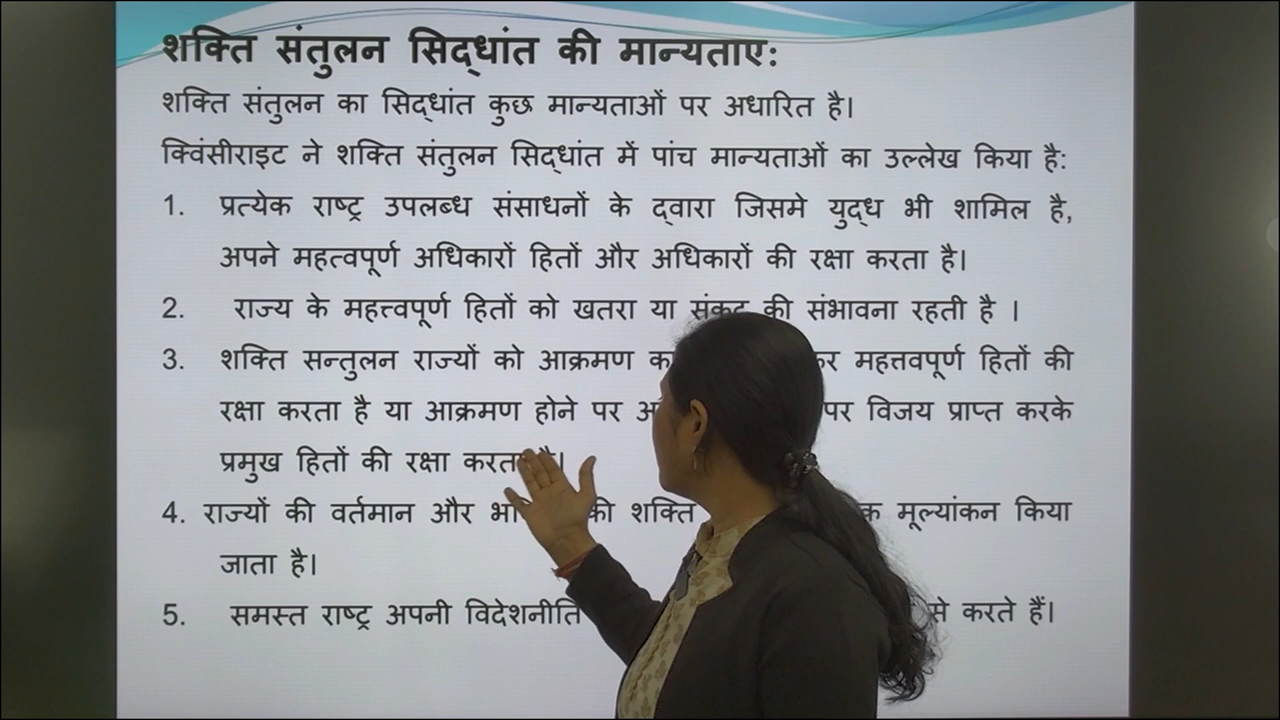 शक्ति संतुलन सिद्धांत की मान्यताए:
शक्ति संतुलन का सिद्धांत कुछ मान्यताओं पर अधारित है।
क्विंसीराइट ने शक्ति संतुलन सिद्धांत में पांच मान्यताओं का उल्लेख किया है:
1. प्रत्येक राष्ट्र उपलब्ध संसाधनों के द्वारा जिसमे युद्ध भी शामिल है,
अपने महत्वपूर्ण अधिकारों हितों और अधिकारों की रक्षा करता है।
2. राज्य के महत्त्वपूर्ण हितों को खतरा या संकट की संभावना रहती है ।
3. शक्ति सन्तुलन राज्यों को आक्रमण महत्तवपूर्ण हितों की
रक्षा करता है या आक्रमण होने पर पर विजय प्राप्त करके
प्रमुख हितों की रक्षा करता है।
4. राज्यों की वर्तमान और की शक्ति मूल्यांकन किया
जाता है।
5. समस्त राष्ट्र अपनी विदेशनीति से करते हैं।